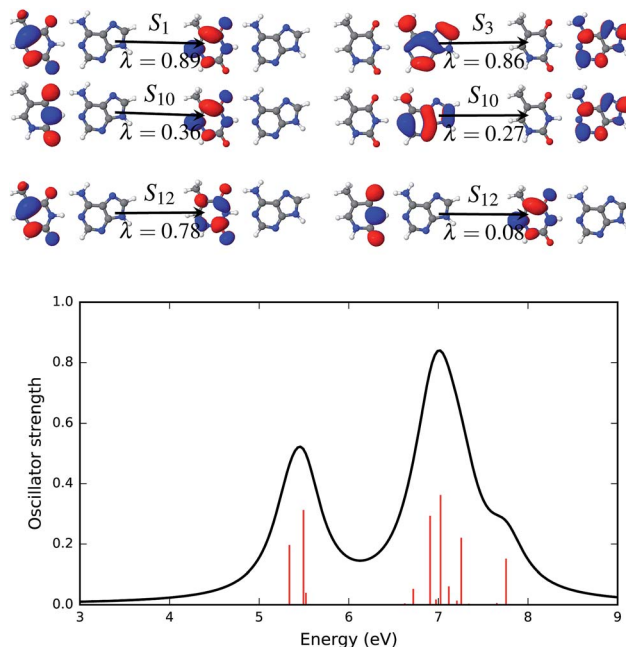 S₁ S₃
λ = 0.89 λ = 0.86
S₁₀ S₁₀
λ = 0.36 λ = 0.27
S₁₂ S₁₂
λ = 0.78 λ = 0.08
1.0
0.8
0.6
0.4
0.2
0.0
Oscillator strength
3 4 5 6 7 8 9
Energy (eV)